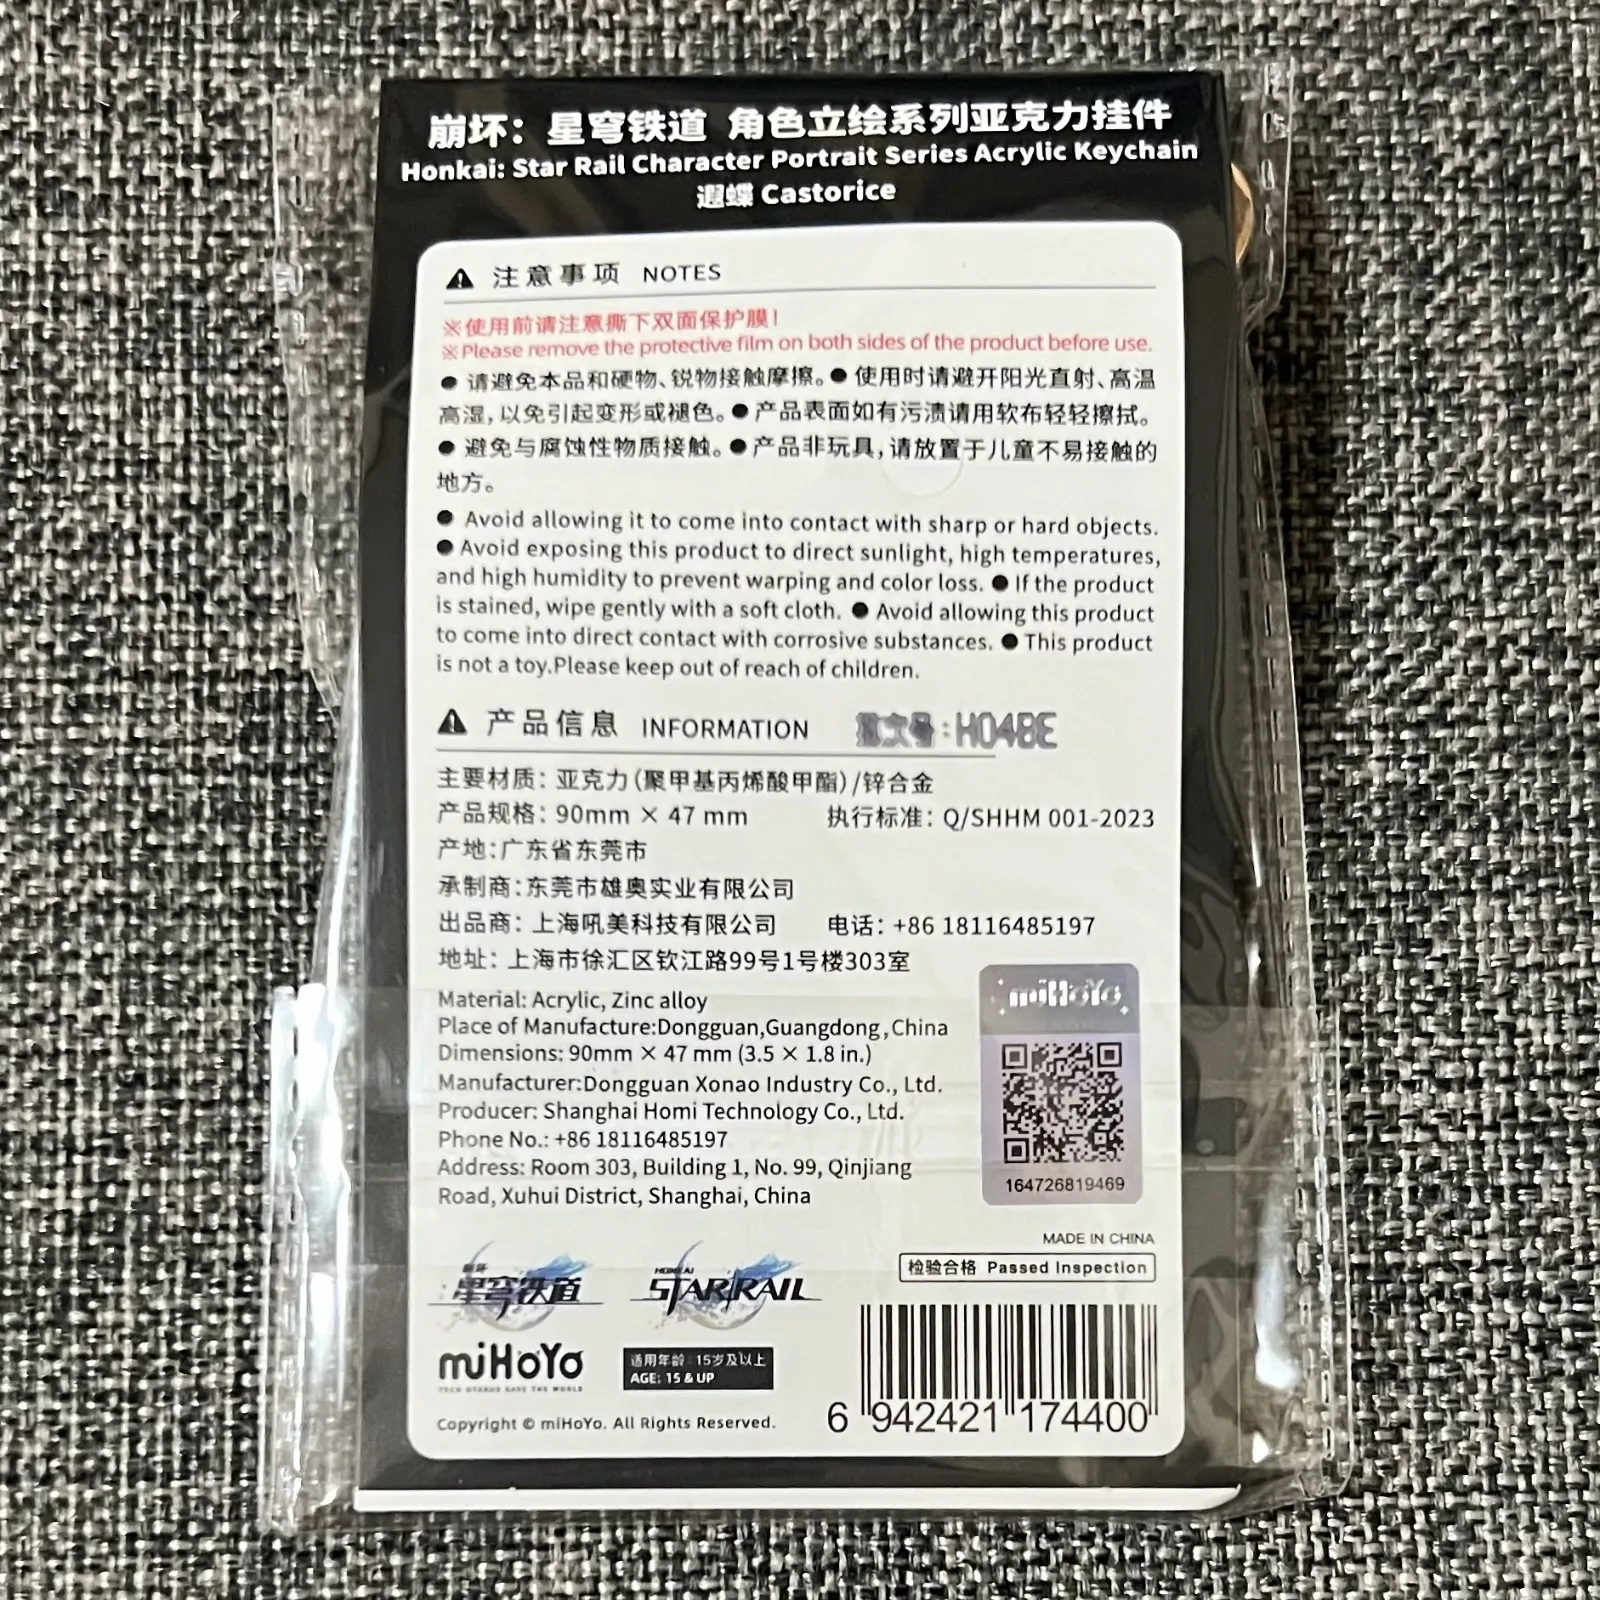 崩坏：星穹铁道 角色立绘系列亚克力挂件
Honkai: Star Rail Character Portrait Series Acrylic Keychain
遐蝶 Castorice
注意事项 NOTES
※使用前请注意撕下双面保护膜！
※Please remove the protective film on both sides of the product before use.
● 请避免本品和硬物、锐物接触摩擦。● 使用时请避开阳光直射、高温
高湿，以免引起变形或褪色。● 产品表面如有污渍请用软布轻轻擦拭。
● 避免与腐蚀性物质接触。● 产品非玩具，请放置于儿童不易接触的
地方。
● Avoid allowing it to come into contact with sharp or hard objects.
● Avoid exposing this product to direct sunlight, high temperatures,
and high humidity to prevent warping and color loss. ● If the product
is stained, wipe gently with a soft cloth. ● Avoid allowing this product
to come into direct contact with corrosive substances. ● This product
is not a toy.Please keep out of reach of children.
产品信息 INFORMATION
H04BE
主要材质：亚克力（聚甲基丙烯酸甲酯）/锌合金
产品规格：90mm × 47 mm 执行标准：Q/SHHM 001-2023
产地：广东省东莞市
承制商：东莞市雄奥实业有限公司
出品商：上海吼美科技有限公司 电话：+86 18116485197
地址：上海市徐汇区钦江路99号1号楼303室
Material: Acrylic, Zinc alloy
Place of Manufacture:Dongguan,Guangdong,China
Dimensions: 90mm × 47 mm (3.5 × 1.8 in.)
Manufacturer:Dongguan Xonao Industry Co., Ltd.
Producer: Shanghai Homi Technology Co., Ltd.
Phone No.: +86 18116485197
Address: Room 303, Building 1, No. 99, Qinjiang
Road, Xuhui District, Shanghai, China
miHoYo
164726819469
MADE IN CHINA
检验合格 Passed Inspection
崩坏
星穹铁道
HONKAI
STAR RAIL
miHoYo
TECH OTAKUS SAVE THE WORLD
适用年龄：15岁及以上
AGE: 15 & UP
Copyright © miHoYo. All Rights Reserved.
6 942421 174400